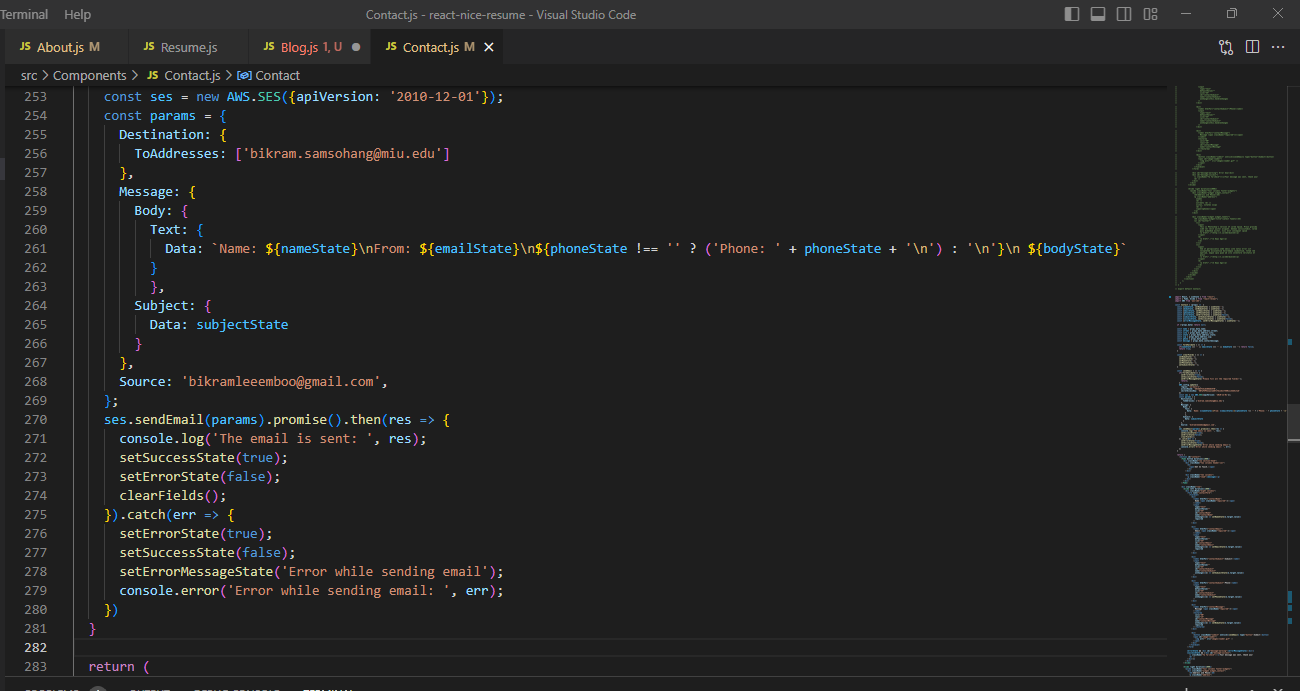 Terminal Help Contact.js - react-nice-resume - Visual Studio Code
JS About.js M JS Resume.js JS Blog.js 1, U ● JS Contact.js M ✕
src > Components > JS Contact.js > Contact
253 const ses = new AWS.SES({apiVersion: '2010-12-01'});
254 const params = {
255 Destination: {
256 ToAddresses: ['bikram.samsohang@miu.edu']
257 },
258 Message: {
259 Body: {
260 Text: {
261 Data: `Name: ${nameState}\nFrom: ${emailState}\n${phoneState !== '' ? ('Phone: ' + phoneState + '\n') : '\n'}\n ${bodyState}`
262 }
263 },
264 Subject: {
265 Data: subjectState
266 }
267 },
268 Source: 'bikramleeemboo@gmail.com',
269 };
270 ses.sendEmail(params).promise().then(res => {
271 console.log('The email is sent: ', res);
272 setSuccessState(true);
273 setErrorState(false);
274 clearFields();
275 }).catch(err => {
276 setErrorState(true);
277 setSuccessState(false);
278 setErrorMessageState('Error while sending email');
279 console.error('Error while sending email: ', err);
280 })
281 }
282
283 return (